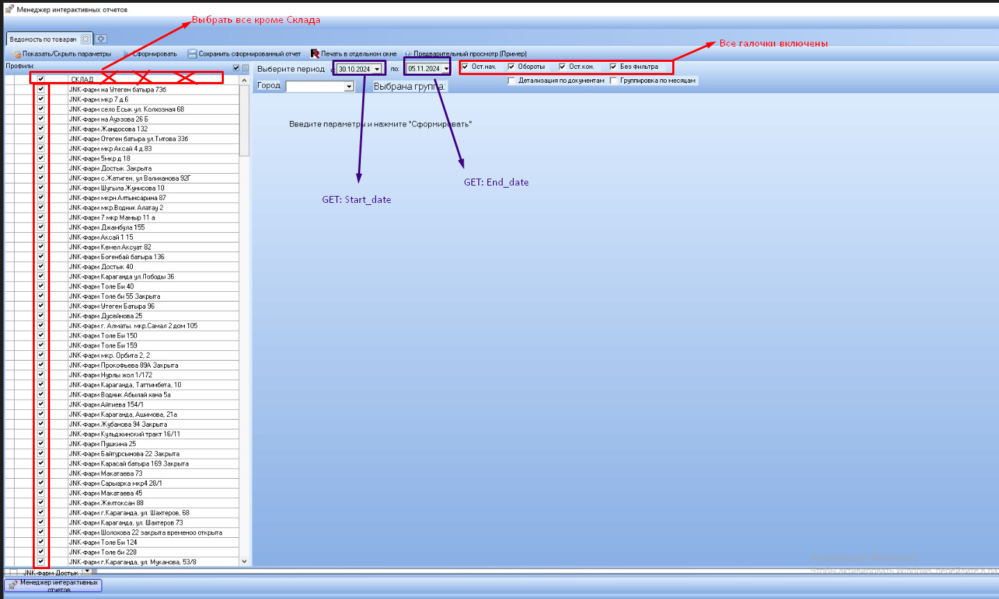 Менеджер интерактивных отчетов
Выбрать все кроме Склада
Ведомость по товарам
Все галочки включены
Показать/Скрыть параметры Сформировать Сохранить сформированный отчет Печать в отдельном окне Предварительный просмотр (Пример)
Профили:
Выберите период с 30.10.2024 по: 05.11.2024 Ост.нач. Обороты Ост.кон. Без фильтра
Детализация по документам Группировка по месяцам
Город Выбрана группа:
Введите параметры и нажмите "Сформировать"
GET: End_date
GET: Start_date
СКЛАД
JNK-фарм на Утеген батыра 73б
JNK-фарм мкр 7 д.6
JNK-фарм село Есык ул. Колхозная 68
JNK-фарм на Ауэзова 26 Б
JNK-фарм Жандосова 132
JNK-фарм Отеген батыра ул.Титова 33б
JNK-фарм мкр Аксай 4 д.83
JNK-фарм 5мкр д 18
JNK-фарм Достык Закрыта
JNK-фарм с.Жетиген, ул Валиханова 92Г
JNK-фарм Шугыла Жунисова 10
JNK-фарм мкрн Алтынсарина 87
JNK-фарм мкр.Водник Алатау 2
JNK-фарм 7 мкр Мамыр 11 а
JNK-фарм Джамбула 155
JNK-фарм Аксай 1 15
JNK-фарм Кемел Аксуат 82
JNK-фарм Богенбай батыра 136
JNK-фарм Достык 40
JNK-фарм Караганда ул.Лободы 36
JNK-фарм Толе Би 40
JNK-фарм Толе би 55 Закрыта
JNK-фарм Утеген Батыра 96
JNK-фарм Дусейнова 25
JNK-фарм г. Алматы. мкр.Самал 2 дом 105
JNK-фарм Толе Би 150
JNK-фарм Толе Би 159
JNK-фарм мкр. Орбита 2, 2
JNK-фарм Прокофьева 89А Закрыта
JNK-фарм Нурлы жол 1/172
JNK-фарм Караганда, Таттимбета, 10
JNK-фарм Водник Абылай хана 5а
JNK-фарм Айтиева 154/1
JNK-фарм Караганда, Ашимова, 21а
JNK-фарм Жубанова 94 Закрыта
JNK-фарм Кульджинский тракт 16/11
JNK-фарм Пушкина 25
JNK-фарм Байтурсынова 22 Закрыта
JNK-фарм Карасай батыра 169 Закрыта
JNK-фарм Макатаева 73
JNK-фарм Сарыарка мкр4 28/1
JNK-фарм Макатаева 45
JNK-фарм Желтоксан 88
JNK-фарм г.Караганда, ул. Шахтеров, 68
JNK-фарм Караганда, ул. Шахтеров 73
JNK-фарм Шолохова 22 закрыта временоо открыта
JNK-фарм Толе Би 124
JNK-фарм Толе би 228
JNK-фарм г.Караганда, ул. Муканова, 53/8
JNK-фарм Достык
Чтобы активировать Windows, перейдите в
Менеджер интерактивных
отчетов